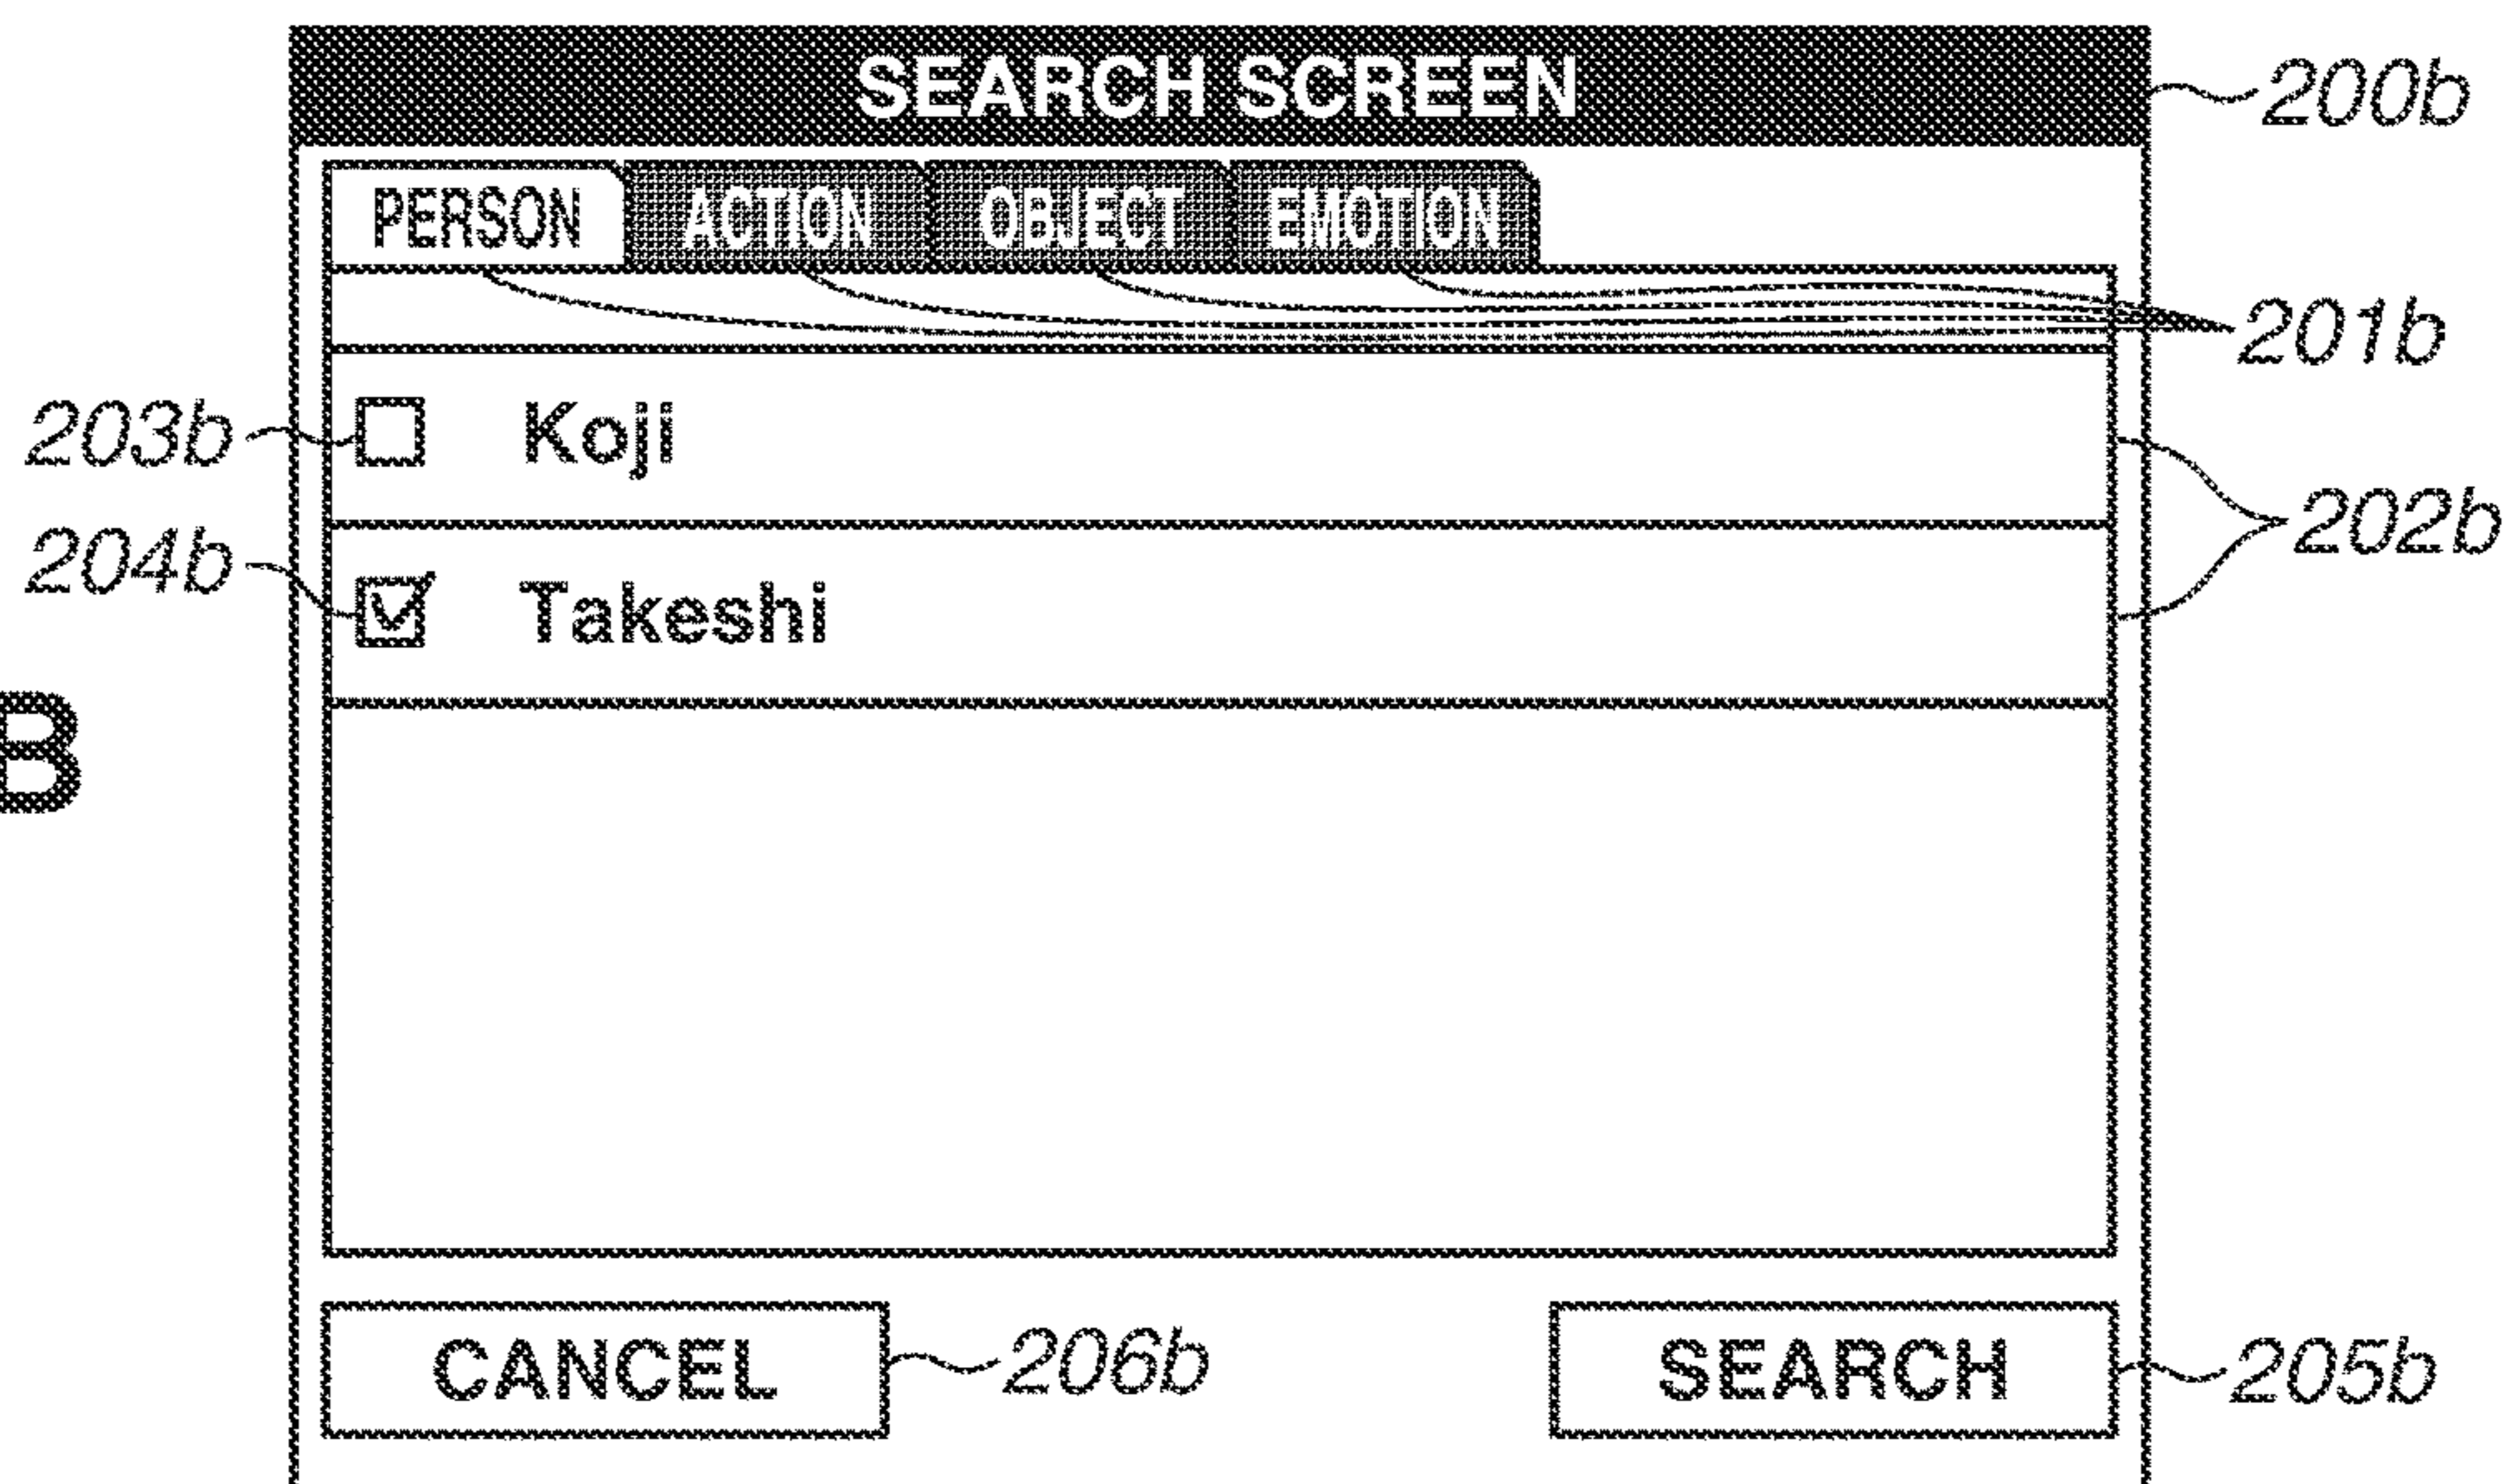 SEARCH SCREEN 200b
PERSON ACTION OBJECT EMOTION
201b
203b Koji
202b
204b Takeshi
B
CANCEL 206b SEARCH 205b